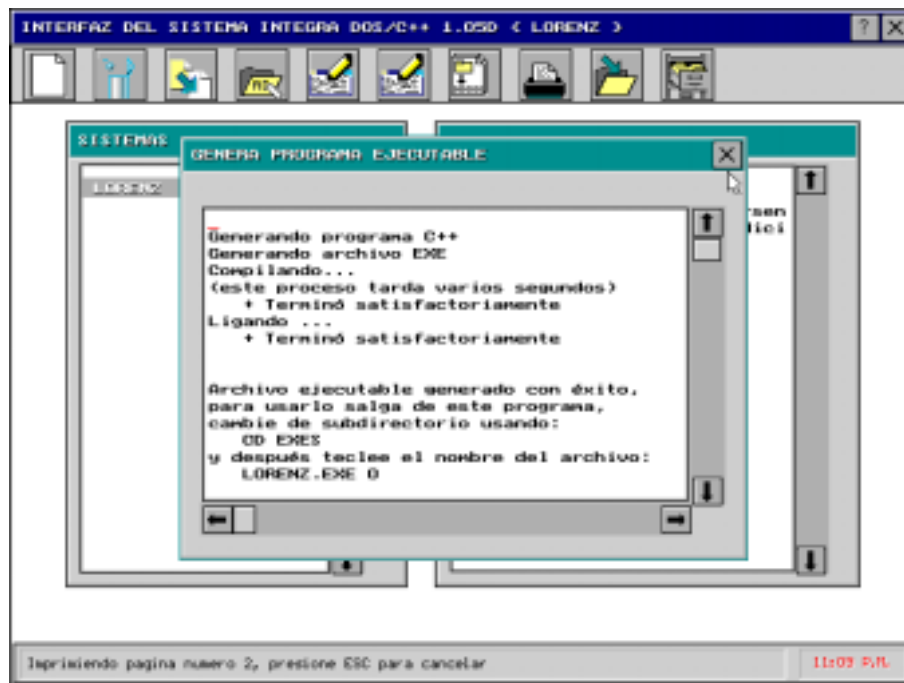 INTERFAZ DEL SISTEMA INTEGRA DOS/C++ 1.05D < LORENZ >
?
SISTEMAS
LORENZ
GENERA PROGRAMA EJECUTABLE
Generando programa C++
Generando archivo EXE
Compilando...
(este proceso tarda varios segundos)
+ Terminó satisfactoriamente
Ligando ...
+ Terminó satisfactoriamente
Archivo ejecutable generado con éxito,
para usarlo salga de este programa,
cambie de subdirectorio usando:
CD EXES
y después teclee el nombre del archivo:
LORENZ.EXE 0
Imprimiendo pagina numero 2, presione ESC para cancelar
11:09 P.M.